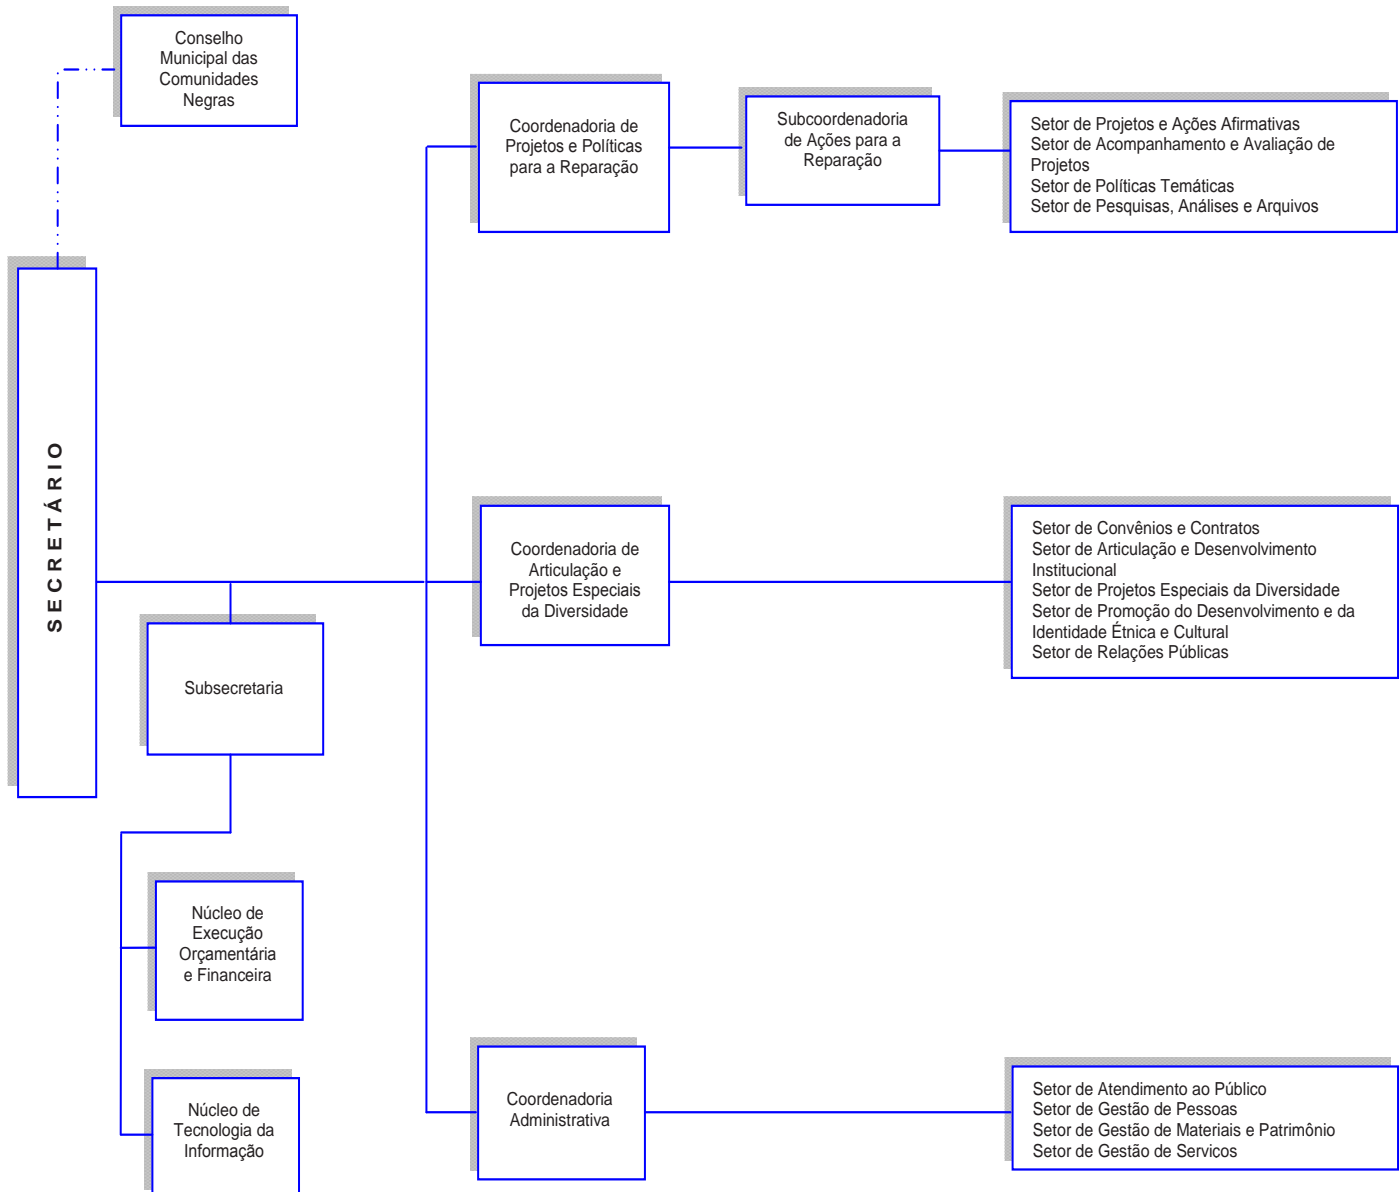 Conselho
Municipal das
Comunidades
Negras
Coordenadoria de
Projetos e Políticas
para a Reparação
Subcoordenadoria
de Ações para a
Reparação
Setor de Projetos e Ações Afirmativas
Setor de Acompanhamento e Avaliação de
Projetos
Setor de Políticas Temáticas
Setor de Pesquisas, Análises e Arquivos
SECRETÁRIO
Coordenadoria de
Articulação e
Projetos Especiais
da Diversidade
Setor de Convênios e Contratos
Setor de Articulação e Desenvolvimento
Institucional
Setor de Projetos Especiais da Diversidade
Setor de Promoção do Desenvolvimento e da
Identidade Étnica e Cultural
Setor de Relações Públicas
Subsecretaria
Núcleo de
Execução
Orçamentária
e Financeira
Núcleo de
Tecnologia da
Informação
Coordenadoria
Administrativa
Setor de Atendimento ao Público
Setor de Gestão de Pessoas
Setor de Gestão de Materiais e Patrimônio
Setor de Gestão de Servicos